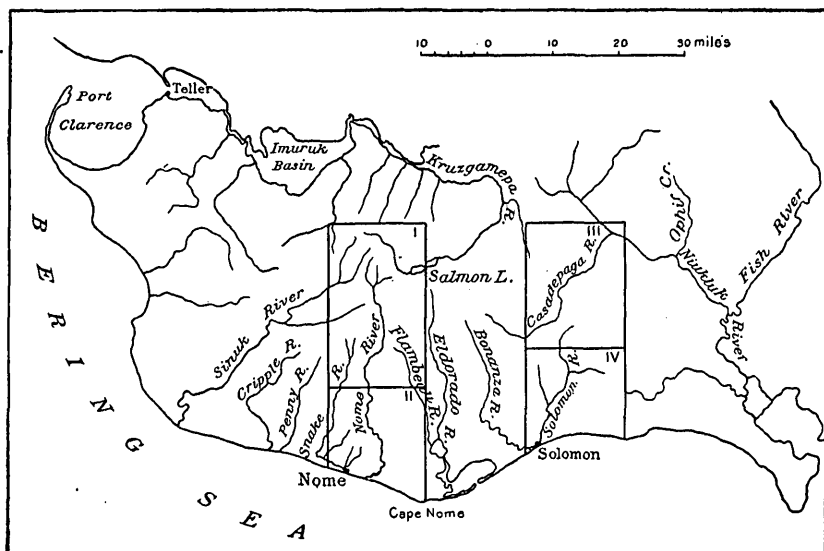 10 0 10 20 30 miles
Teller
Port
Clarence
Imuruk
Basin
Kruzgamepa
R.
Ophir Cr.
Fish River
I
III
Salmon L.
Casadepaga R.
Niukluk
River
BERING SEA
Sinuk River
Cripple R.
Penny R.
Snake R.
Nome River
Flambeau R.
Eldorado R.
Bonanza R.
IV
Solomon R.
II
Nome
Solomon
Cape Nome